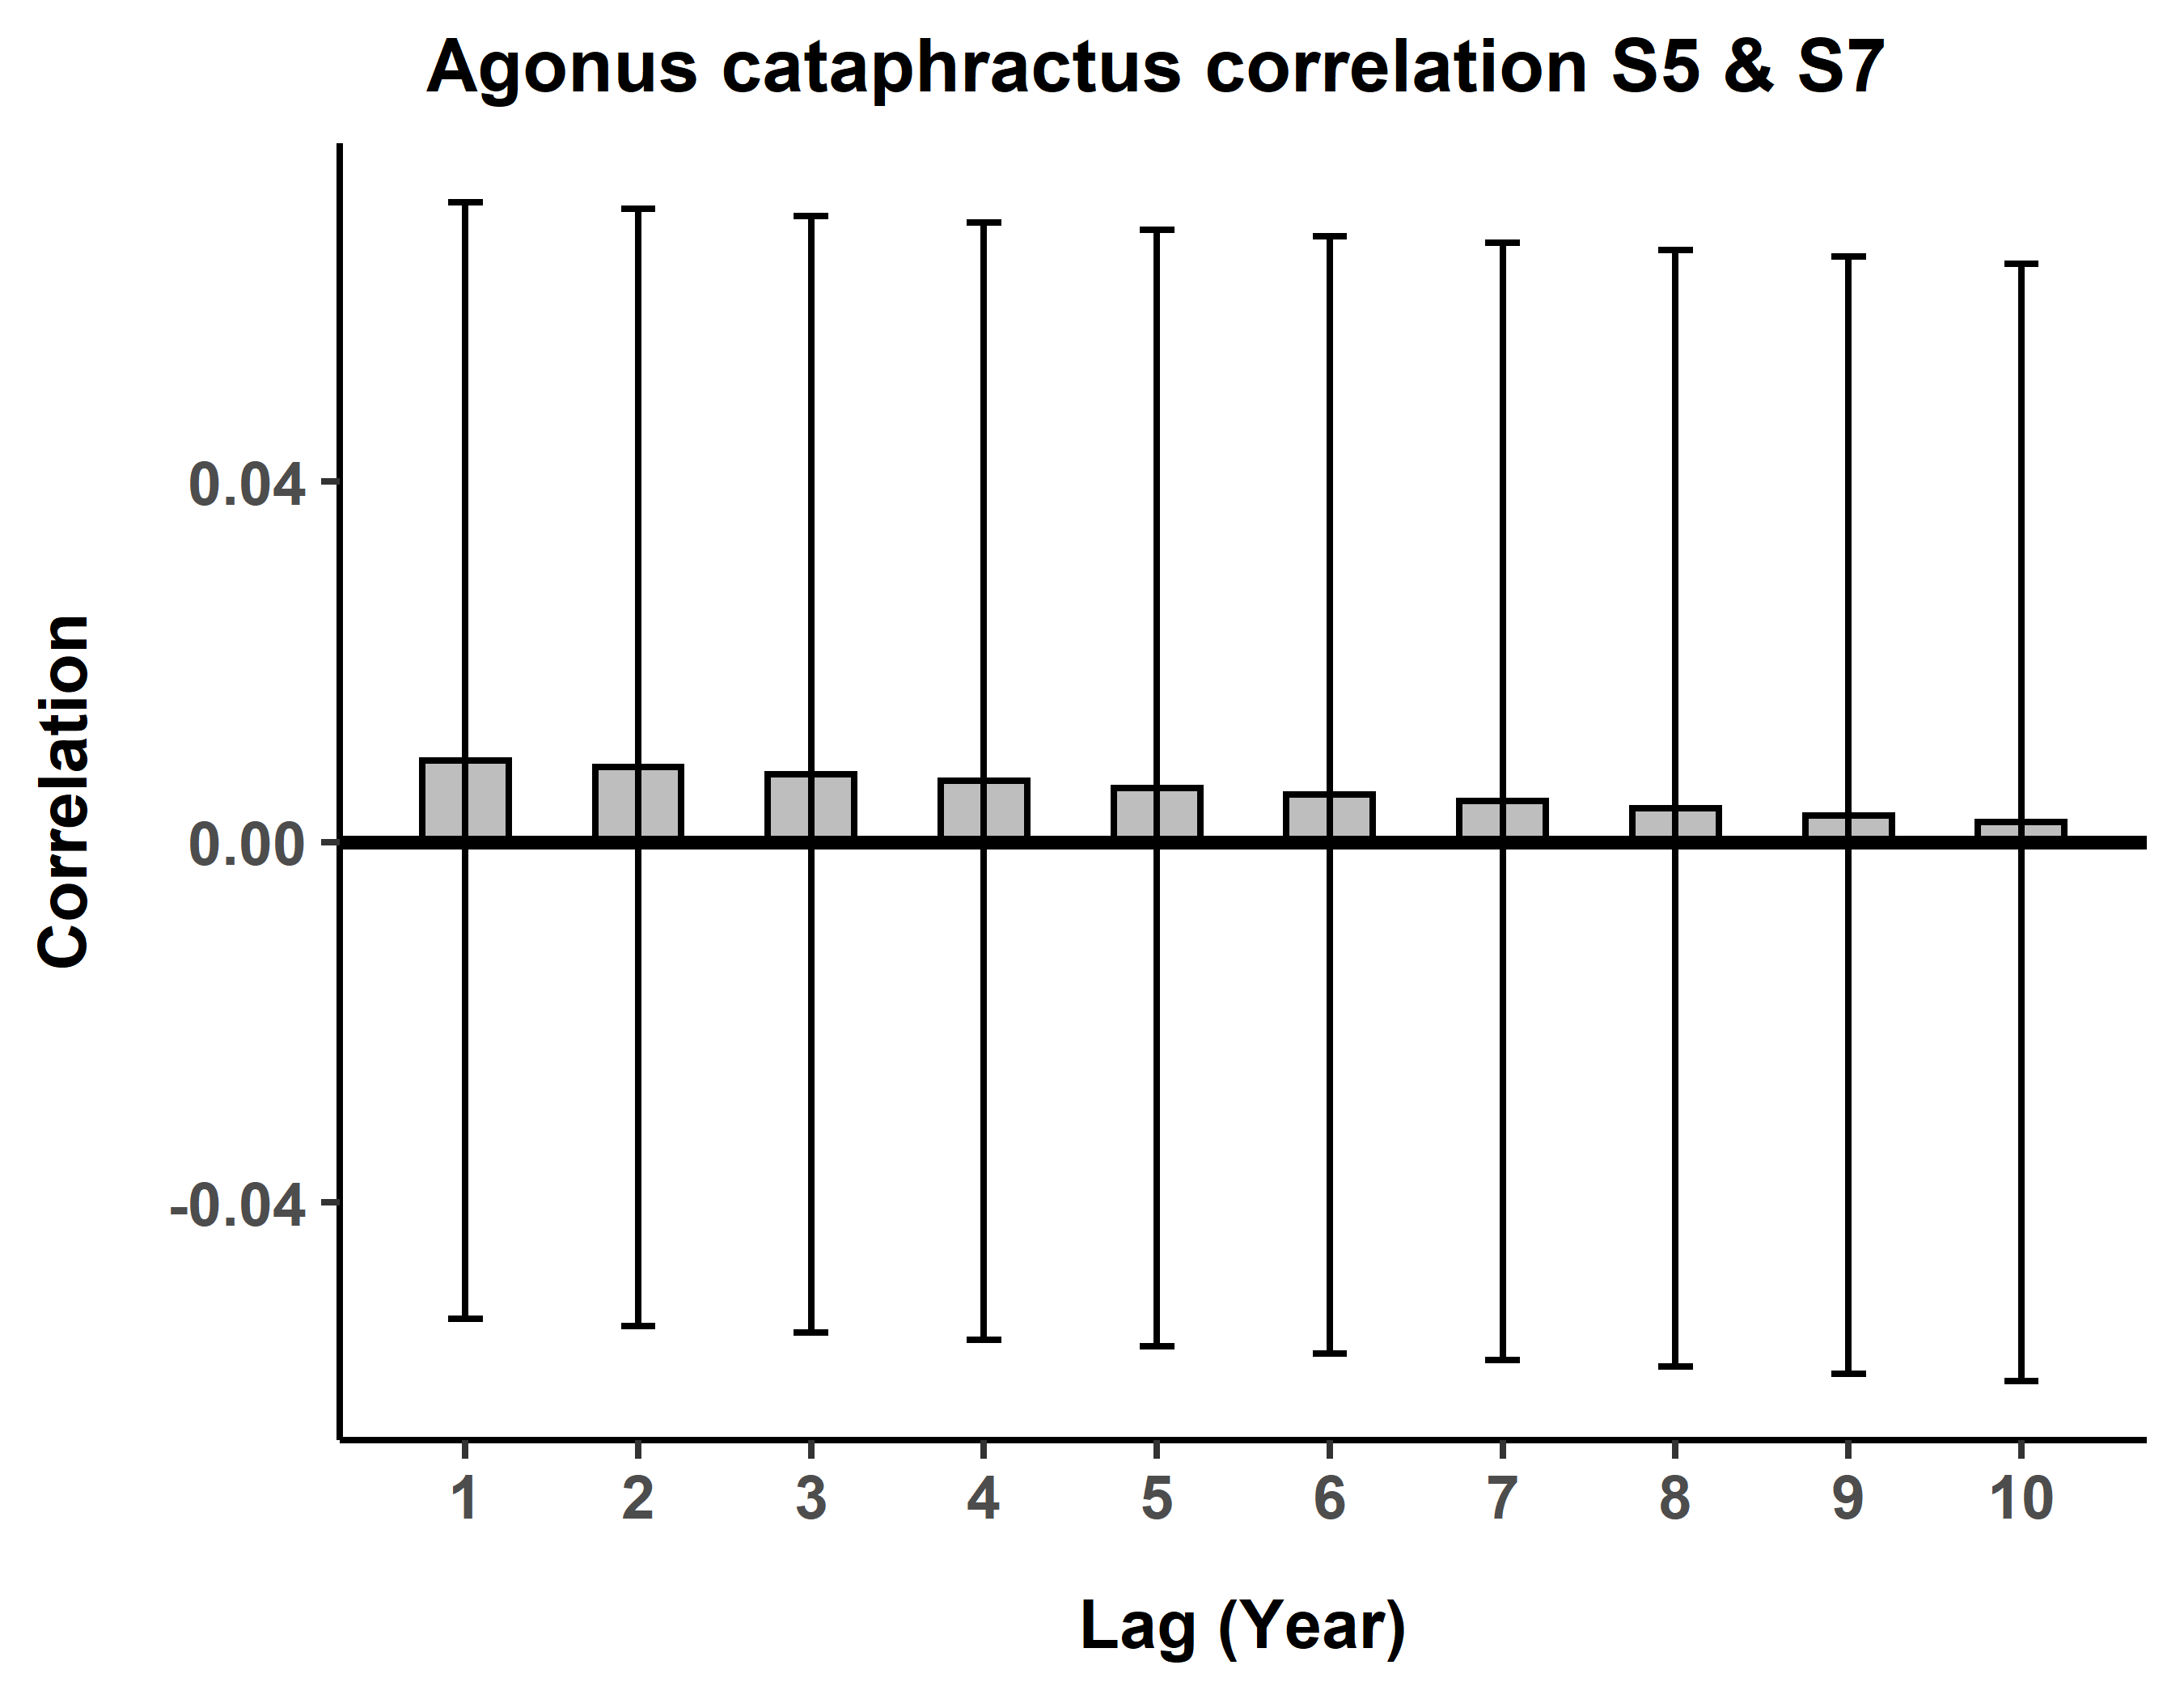 Agonus cataphractus correlation S5 & S7
Correlation
0.04
0.00
-0.04
1 2 3 4 5 6 7 8 9 10
Lag (Year)